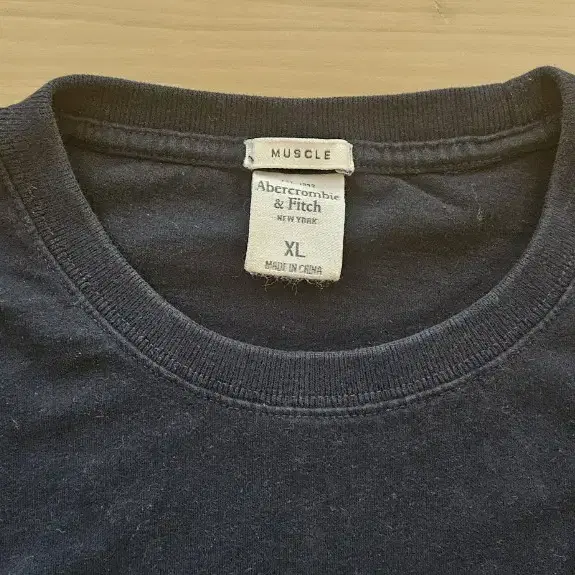 MUSCLE
Abercrombie
& Fitch
NEW YORK
XL
MADE IN CHINA